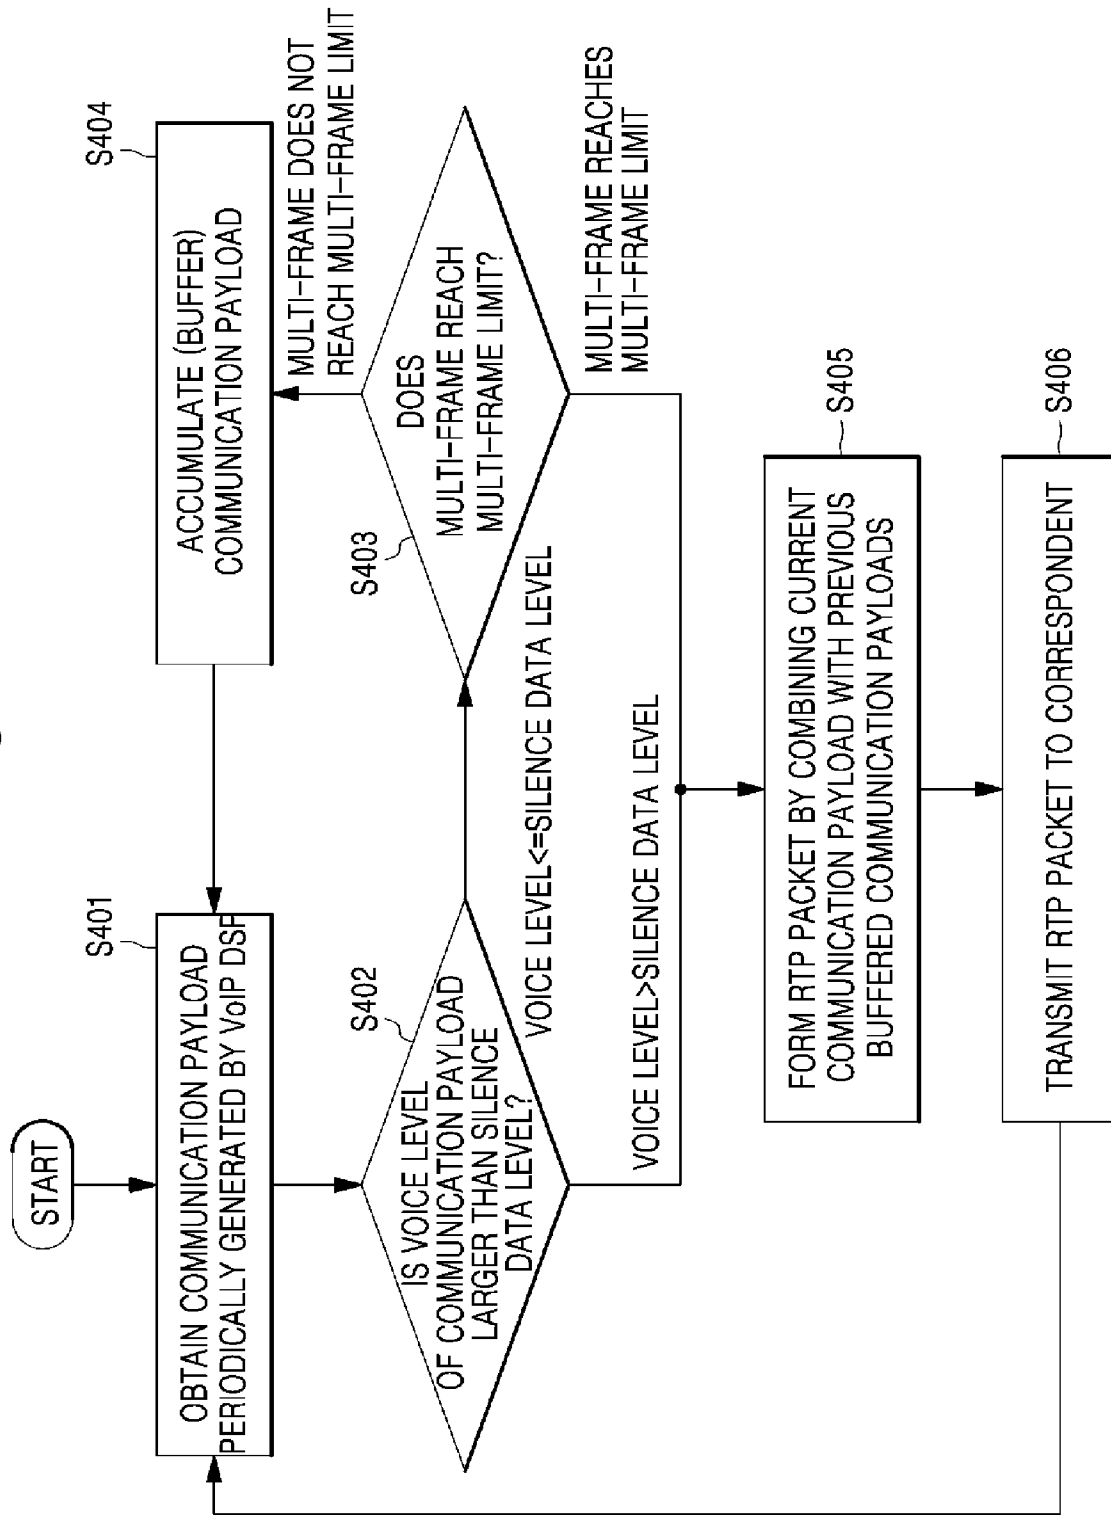 START
S401
OBTAIN COMMUNICATION PAYLOAD
PERIODICALLY GENERATED BY VoIP DSP
S402
IS VOICE LEVEL
OF COMMUNICATION PAYLOAD
LARGER THAN SILENCE
DATA LEVEL?
VOICE LEVEL<=SILENCE DATA LEVEL
VOICE LEVEL>SILENCE DATA LEVEL
S403
DOES
MULTI-FRAME REACH
MULTI-FRAME LIMIT?
MULTI-FRAME DOES NOT
REACH MULTI-FRAME LIMIT
MULTI-FRAME REACHES
MULTI-FRAME LIMIT
S404
ACCUMULATE (BUFFER)
COMMUNICATION PAYLOAD
S405
FORM RTP PACKET BY COMBINING CURRENT
COMMUNICATION PAYLOAD WITH PREVIOUS
BUFFERED COMMUNICATION PAYLOADS
S406
TRANSMIT RTP PACKET TO CORRESPONDENT